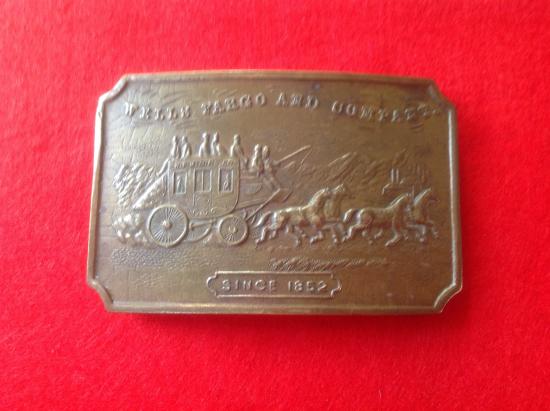 WELLS FARGO AND COMPANY
SINCE 1852